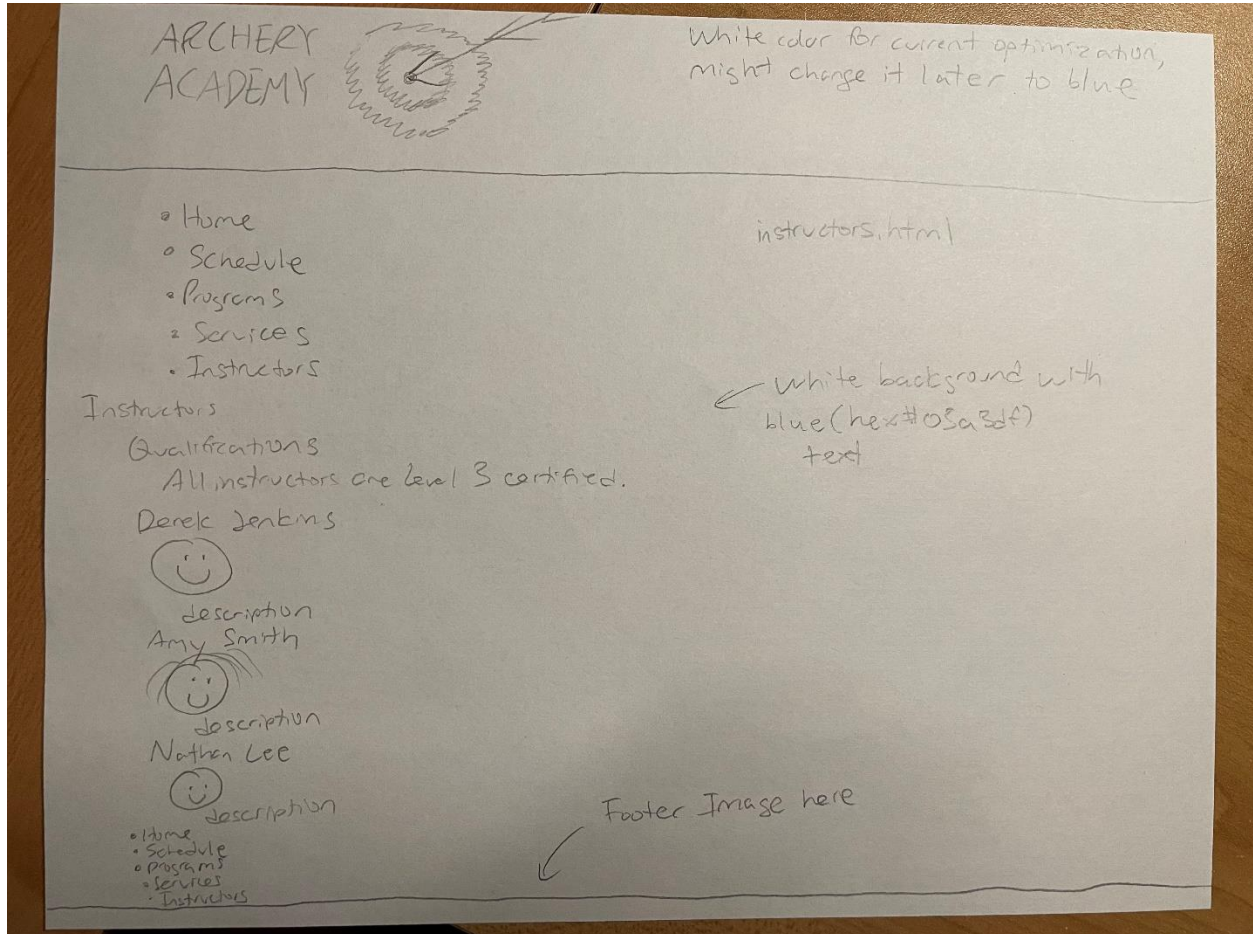 ARCHERY
ACADEMY
White color for current optimization,
might change it later to blue
• Home
• Schedule
• Programs
• Services
• Instructors
instructors.html
White background with
blue (hex#03a3df)
text
Instructors
Qualifications
All instructors are Level 3 certified.
Derek Jenkins
description
Amy Smith
description
Nathan Lee
description
Footer Image here
• Home
• Schedule
• Programs
• Services
• Instructors